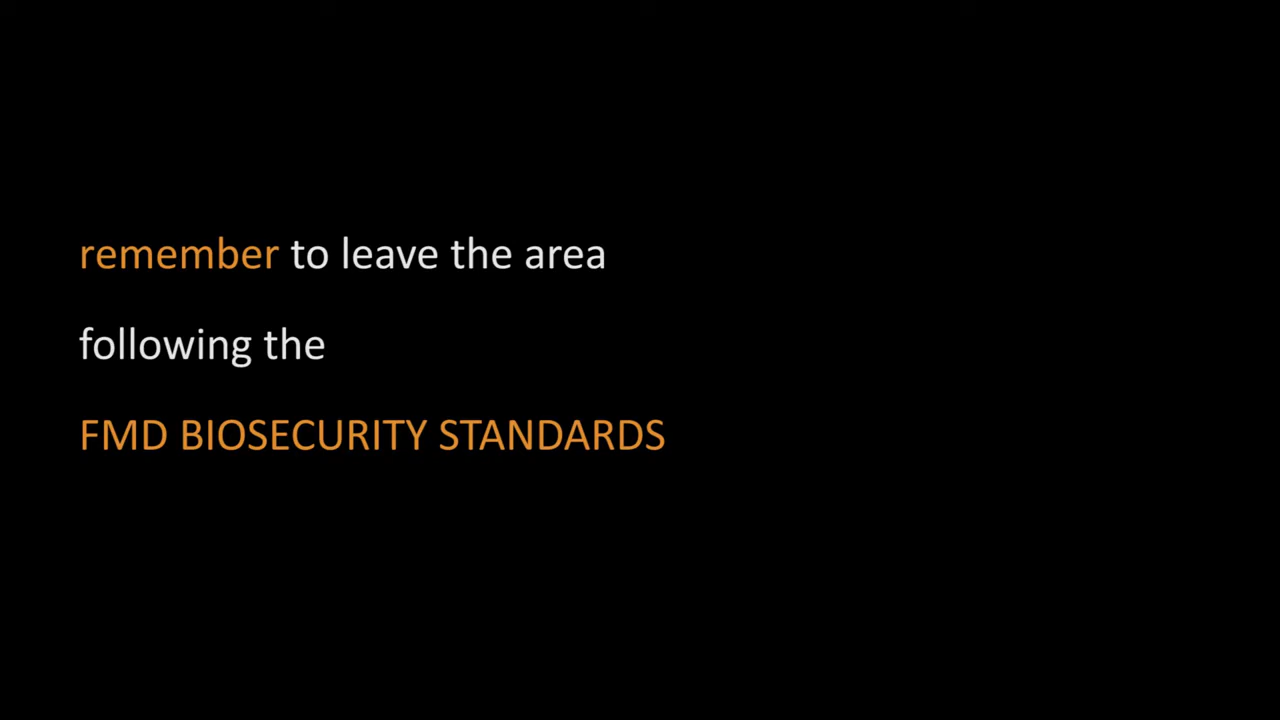 remember to leave the area
following the
FMD BIOSECURITY STANDARDS